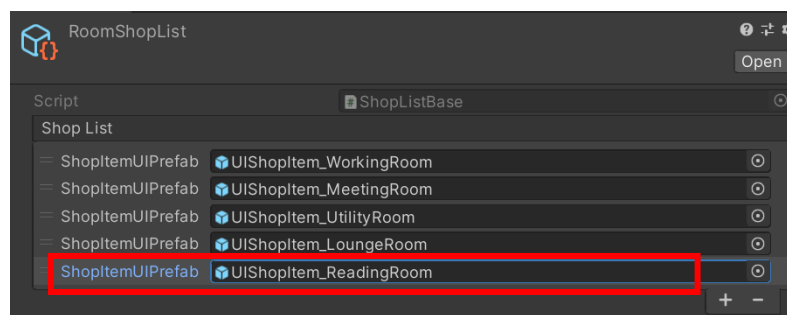 RoomShopList
Open
Script ShopListBase
Shop List
ShopItemUIPrefab UIShopItem_WorkingRoom
ShopItemUIPrefab UIShopItem_MeetingRoom
ShopItemUIPrefab UIShopItem_UtilityRoom
ShopItemUIPrefab UIShopItem_LoungeRoom
ShopItemUIPrefab UIShopItem_ReadingRoom
+ −